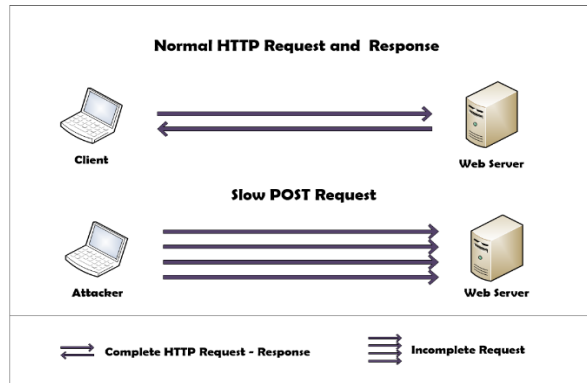 Normal HTTP Request and Response
Client
Web Server
Slow POST Request
Attacker
Web Server
Complete HTTP Request - Response
Incomplete Request